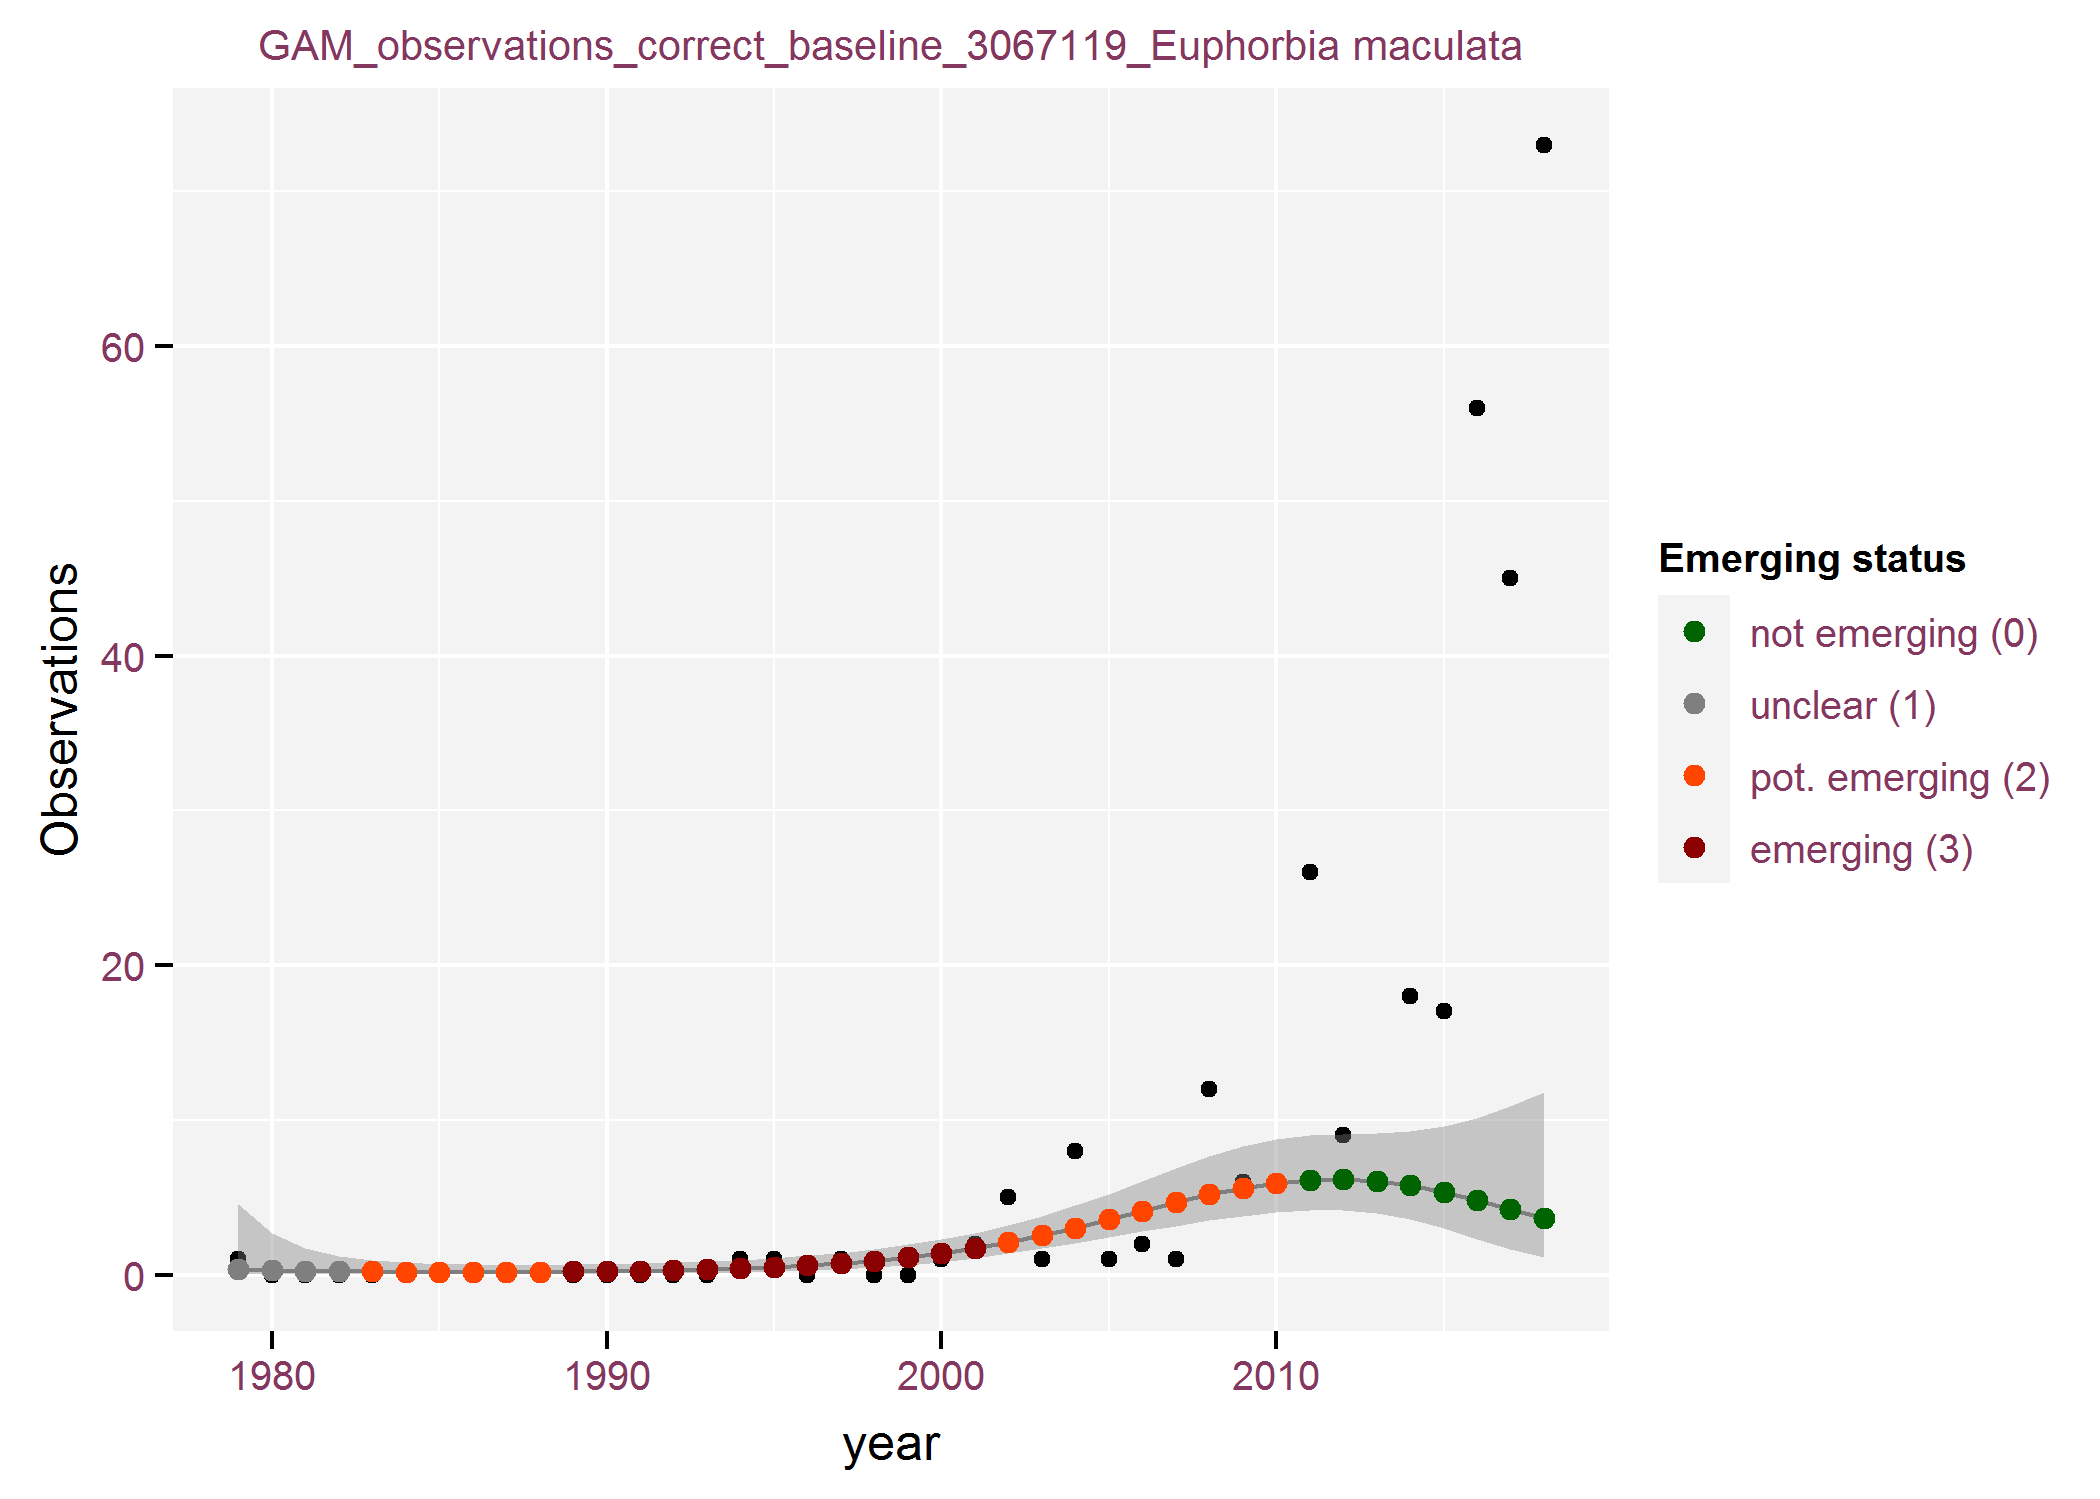 GAM_observations_correct_baseline_3067119_Euphorbia maculata
Observations
60
40
20
0
1980
1990
2000
2010
year
Emerging status
not emerging (0)
unclear (1)
pot. emerging (2)
emerging (3)